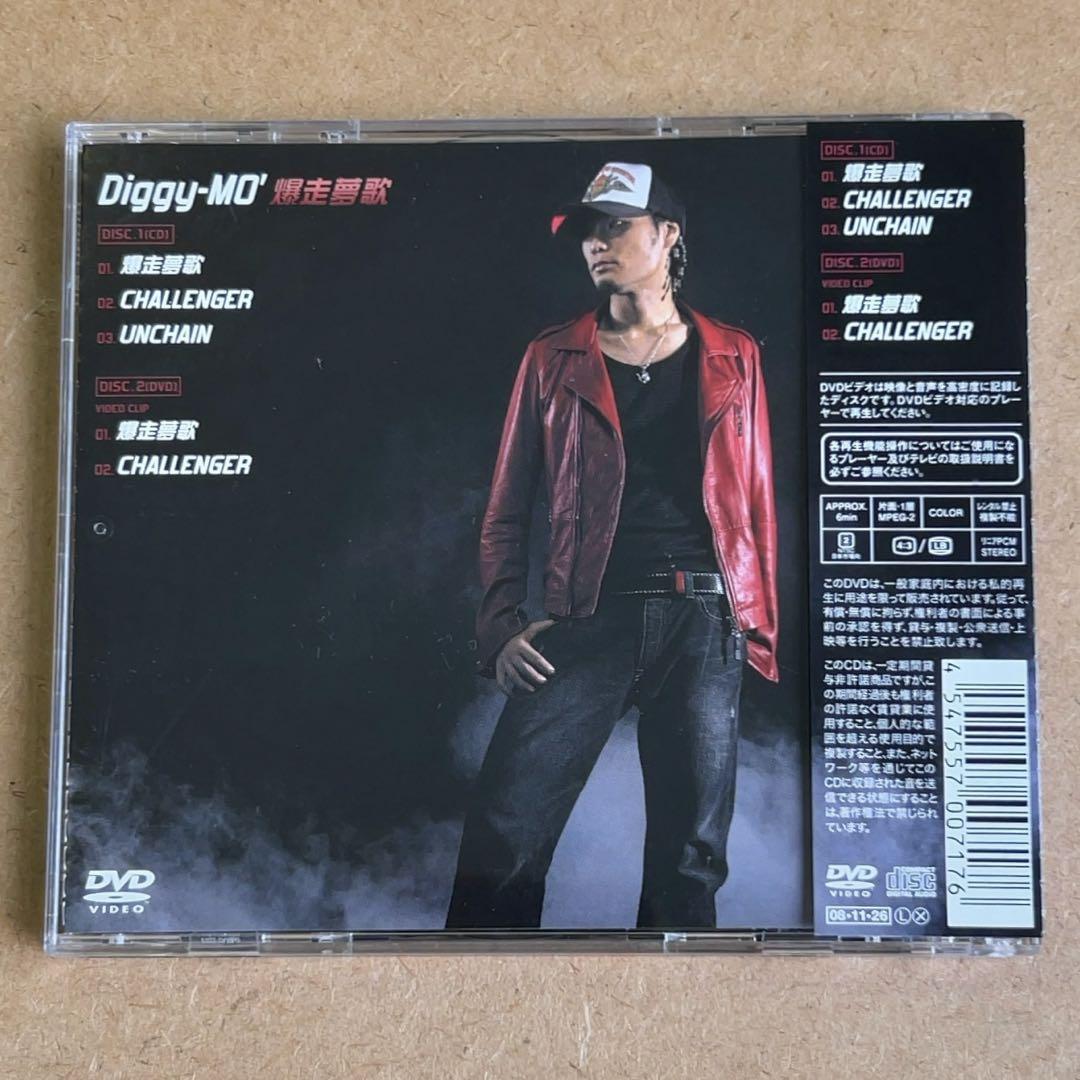 Diggy-MO' 爆走夢歌
DISC.1[CD]
01. 爆走夢歌
02. CHALLENGER
03. UNCHAIN
DISC.2[DVD]
VIDEO CLIP
01. 爆走夢歌
02. CHALLENGER
DVD
VIDEO
DISC.1[CD]
01. 爆走夢歌
02. CHALLENGER
03. UNCHAIN
DISC.2[DVD]
VIDEO CLIP
01. 爆走夢歌
02. CHALLENGER
DVDビデオは映像と音声を高密度に記録し
たディスクです。DVDビデオ対応のプレー
ヤーで再生してください。
各再生機能操作についてはご使用にな
るプレーヤー及びテレビの取扱説明書を
必ずご参照ください。
APPROX.
6min
片面・1層
MPEG-2
COLOR
レンタル禁止
複製不能
2
NTSC
日本市場向
4:3/LB
リニアPCM
STEREO
このDVDは、一般家庭内における私的再
生に用途を限って販売されています。従って、
有償・無償に拘らず、権利者の書面による事
前の承認を得ず、貸与・複製・公衆送信・上
映等を行うことを禁止致します。
このCDは、一定期間貸
与非許諾商品ですが、こ
の期間経過後も権利者
の許諾なく賃貸業に使
用すること、個人的な範
囲を超える使用目的で
複製すること、また、ネット
ワーク等を通じてこの
CDに収録された音を送
信できる状態にすること
は、著作権法で禁じられ
ています。
4 547557 007176
DVD
VIDEO
COMPACT
disc
DIGITAL AUDIO
08・11・26 L X